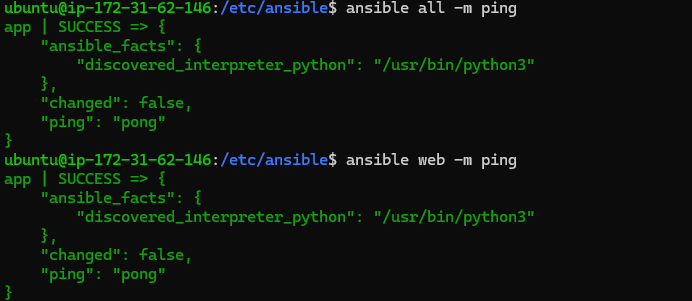 ubuntu@ip-172-31-62-146:/etc/ansible$ ansible all -m ping
app | SUCCESS => {
    "ansible_facts": {
        "discovered_interpreter_python": "/usr/bin/python3"
    },
    "changed": false,
    "ping": "pong"
}
ubuntu@ip-172-31-62-146:/etc/ansible$ ansible web -m ping
app | SUCCESS => {
    "ansible_facts": {
        "discovered_interpreter_python": "/usr/bin/python3"
    },
    "changed": false,
    "ping": "pong"
}